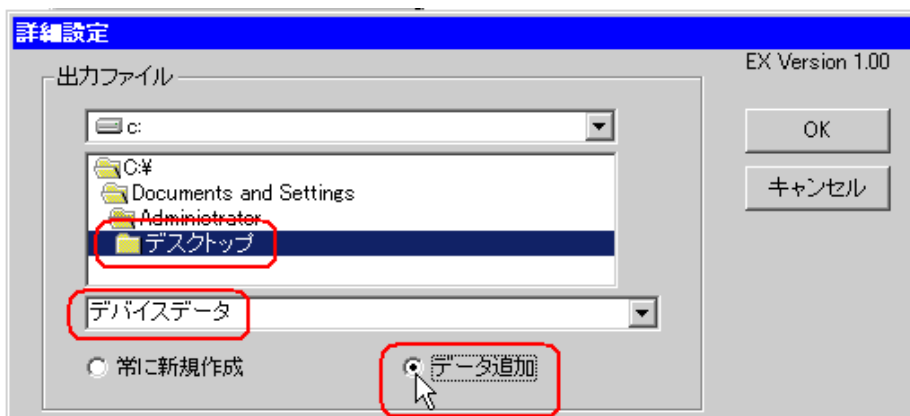 詳細設定
EX Version 1.00
出力ファイル
c:
OK
C:¥
キャンセル
Documents and Settings
Administrator
デスクトップ
デバイスデータ
常に新規作成
データ追加